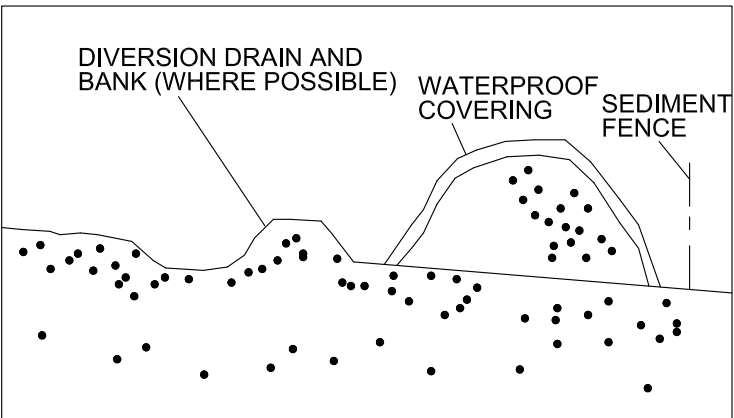 DIVERSION DRAIN AND
BANK (WHERE POSSIBLE)
WATERPROOF
COVERING
SEDIMENT
FENCE